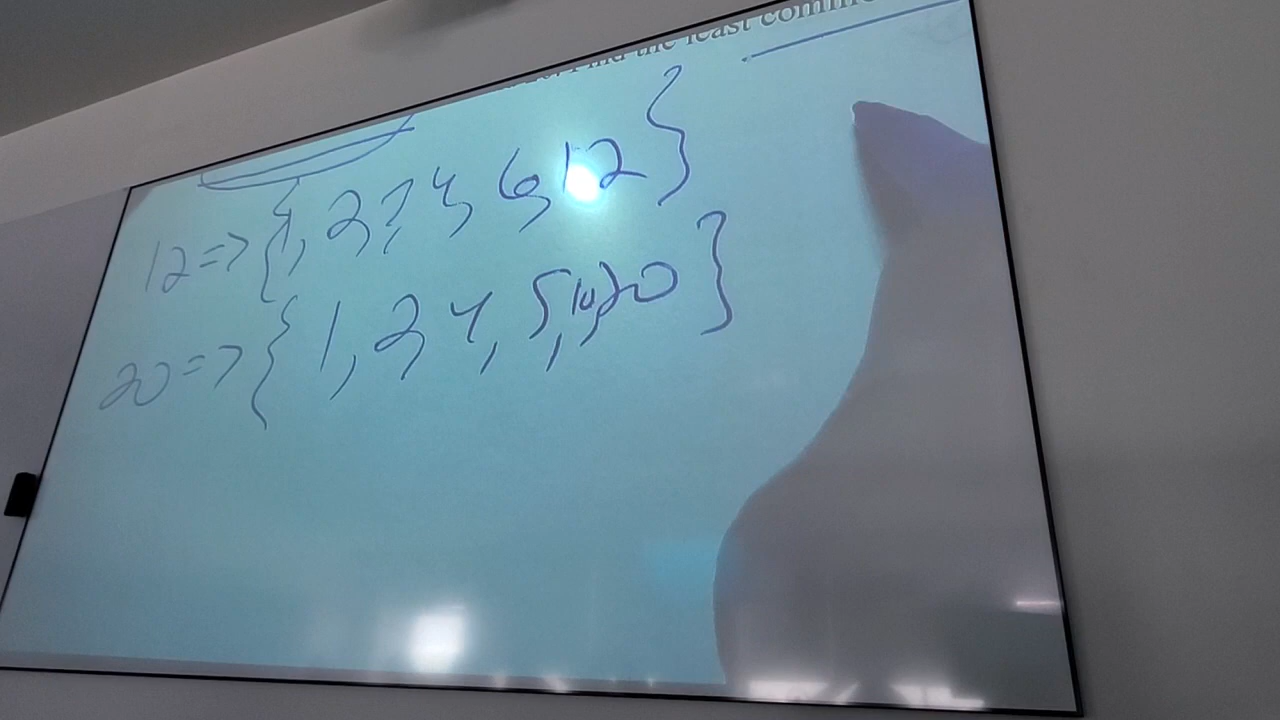 Find the least comm
12=>{1, 2, 3, 4, 6, 12}
20=>{1, 2, 4, 5, 10, 20}